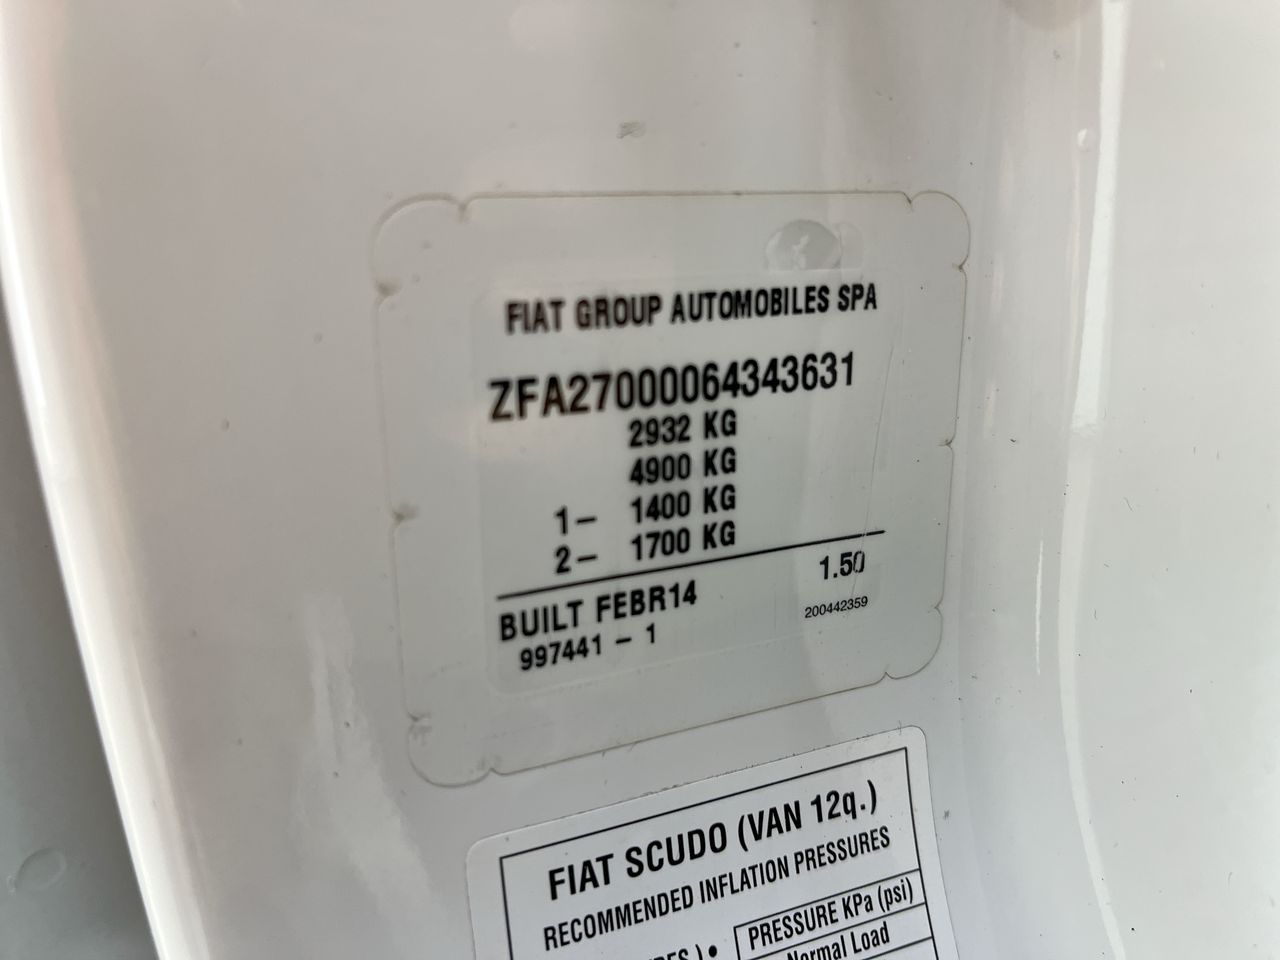 FIAT GROUP AUTOMOBILES SPA
ZFA27000064343631
2932 KG
4900 KG
1- 1400 KG
2- 1700 KG
BUILT FEBR14 1.50
997441 - 1 200442359
FIAT SCUDO (VAN 12q.)
RECOMMENDED INFLATION PRESSURES
PRESSURE KPa (psi)
Normal Load